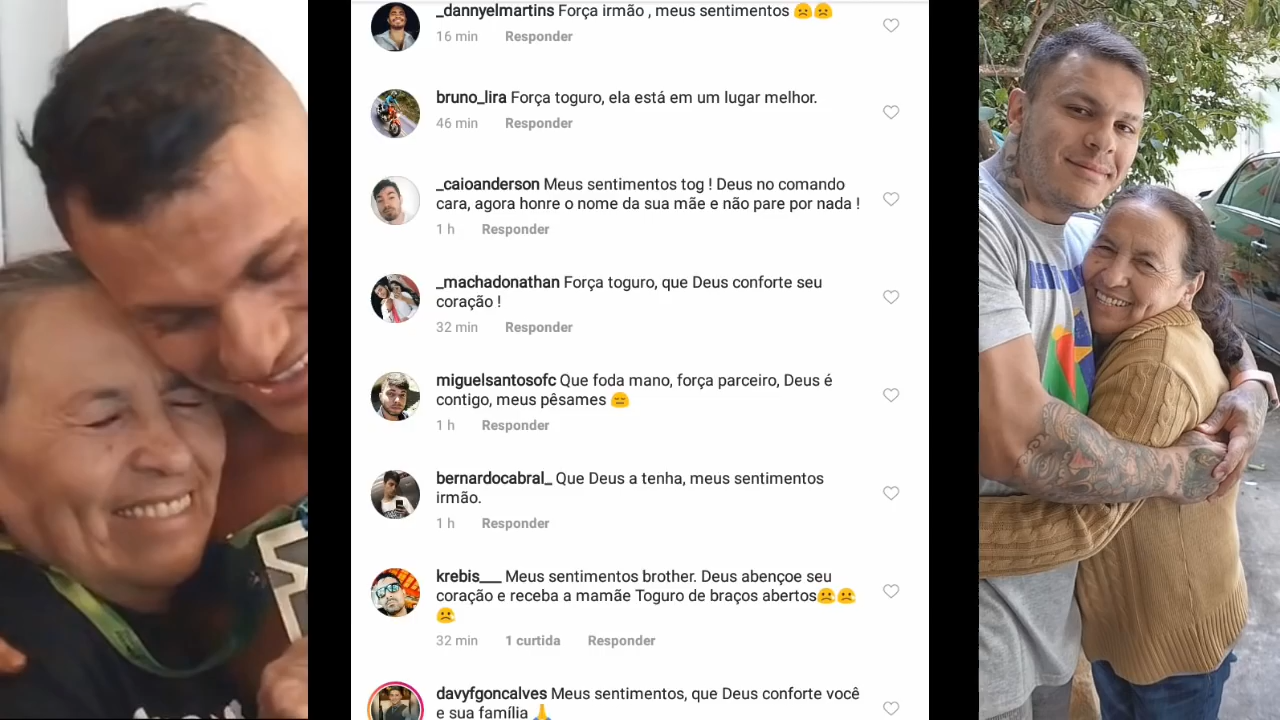 _dannyelmartins Força irmão , meus sentimentos ☹️☹️
16 min Responder
bruno_lira Força toguro, ela está em um lugar melhor.
46 min Responder
_caioanderson Meus sentimentos tog ! Deus no comando
cara, agora honre o nome da sua mãe e não pare por nada !
1 h Responder
_machadonathan Força toguro, que Deus conforte seu
coração !
32 min Responder
miguelsantosofc Que foda mano, força parceiro, Deus é
contigo, meus pêsames 😑
1 h Responder
bernardocabral_ Que Deus a tenha, meus sentimentos
irmão.
1 h Responder
krebis___ Meus sentimentos brother. Deus abençoe seu
coração e receba a mamãe Toguro de braços abertos☹️☹️
☹️
32 min 1 curtida Responder
davyfgoncalves Meus sentimentos, que Deus conforte você
e sua família 🙏